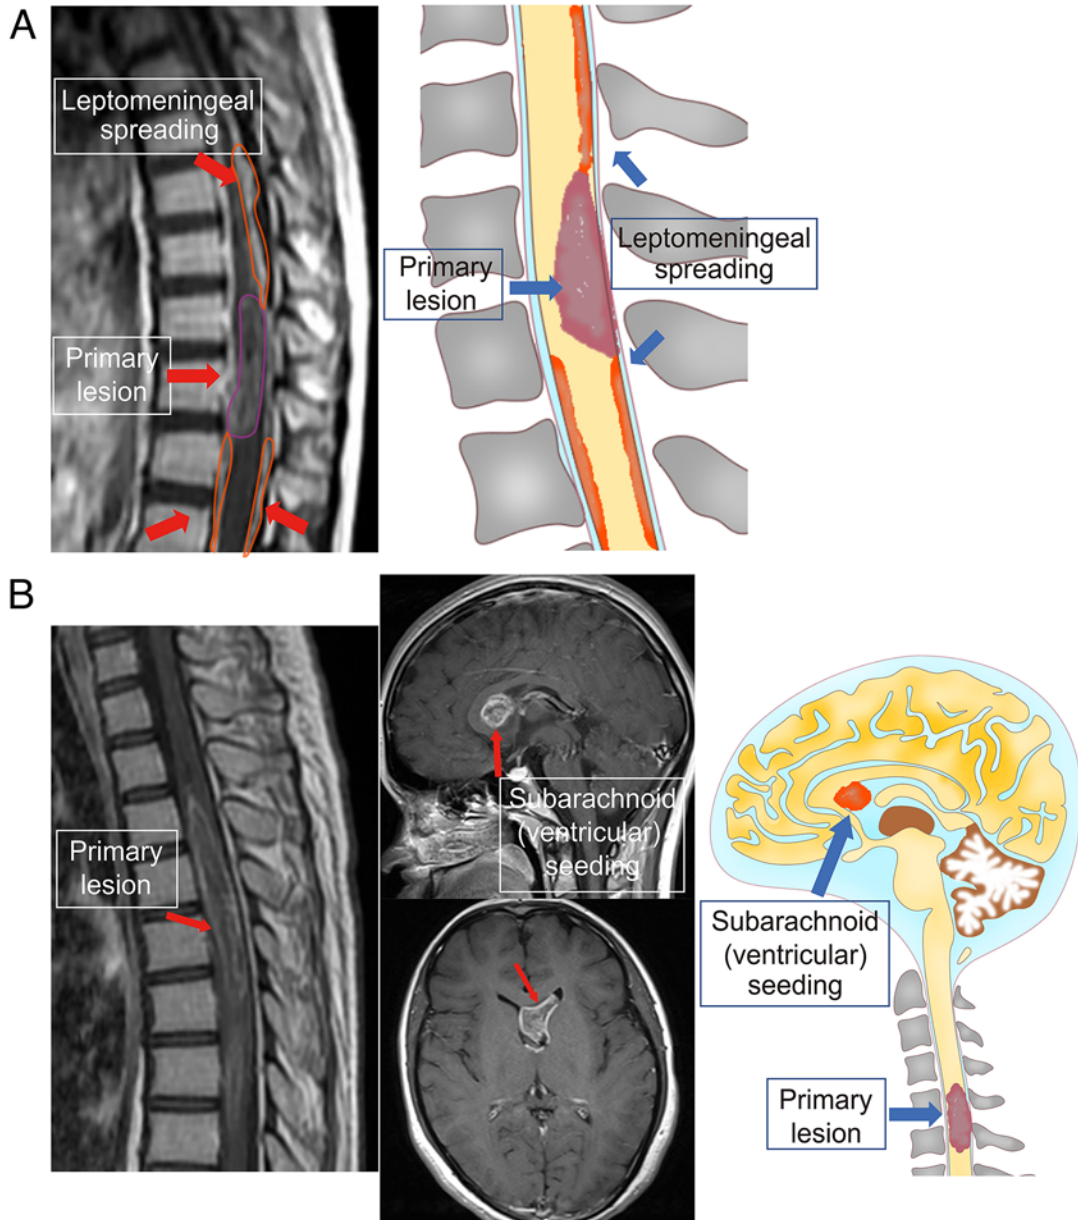 A
Leptomeningeal
spreading
Primary
lesion
Primary
lesion
Leptomeningeal
spreading
B
Primary
lesion
Subarachnoid
(ventricular)
seeding
Subarachnoid
(ventricular)
seeding
Primary
lesion